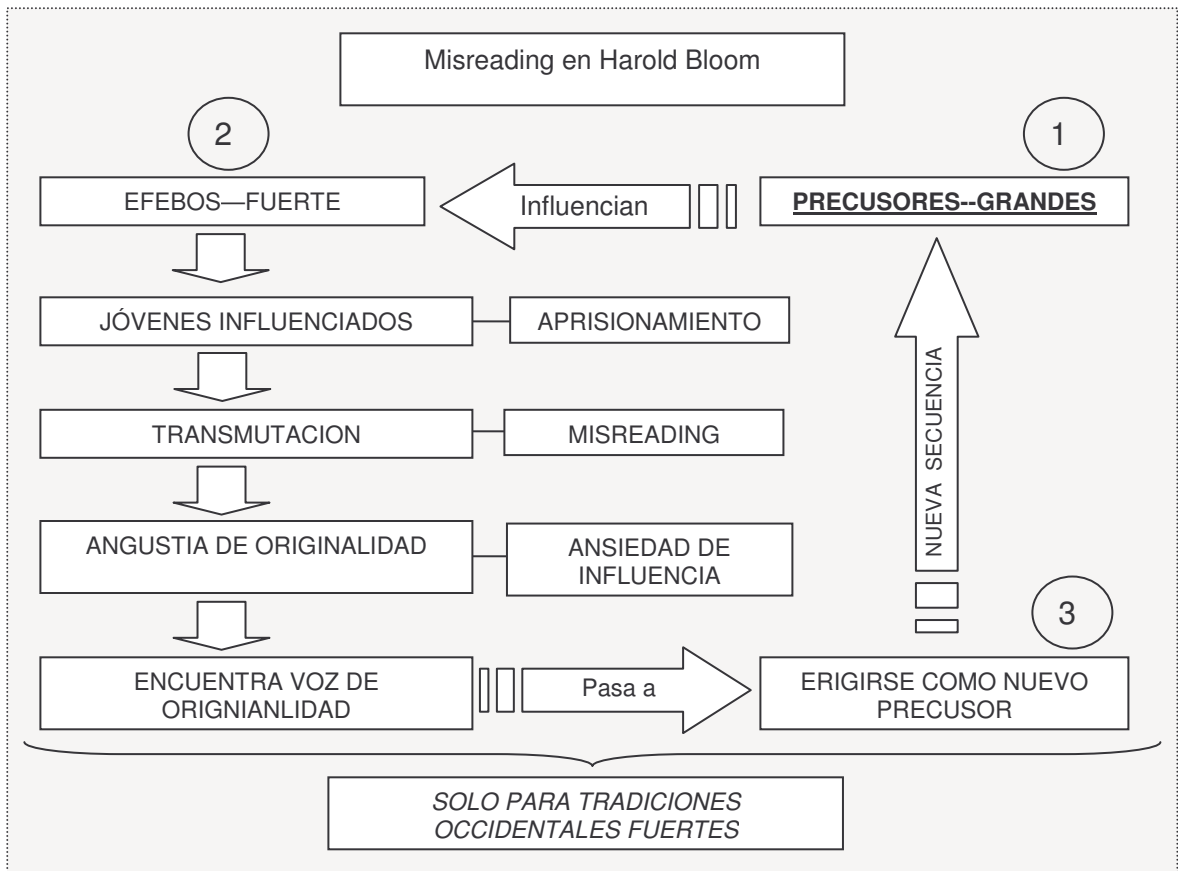 Misreading en Harold Bloom
2
1
EFEBOS—FUERTE
Influencian
PRECUSORES--GRANDES
JÓVENES INFLUENCIADOS
APRISIONAMIENTO
TRANSMUTACION
MISREADING
NUEVA SECUENCIA
ANGUSTIA DE ORIGINALIDAD
ANSIEDAD DE
INFLUENCIA
3
ENCUENTRA VOZ DE
ORIGNIANLIDAD
Pasa a
ERIGIRSE COMO NUEVO
PRECUSOR
SOLO PARA TRADICIONES
OCCIDENTALES FUERTES